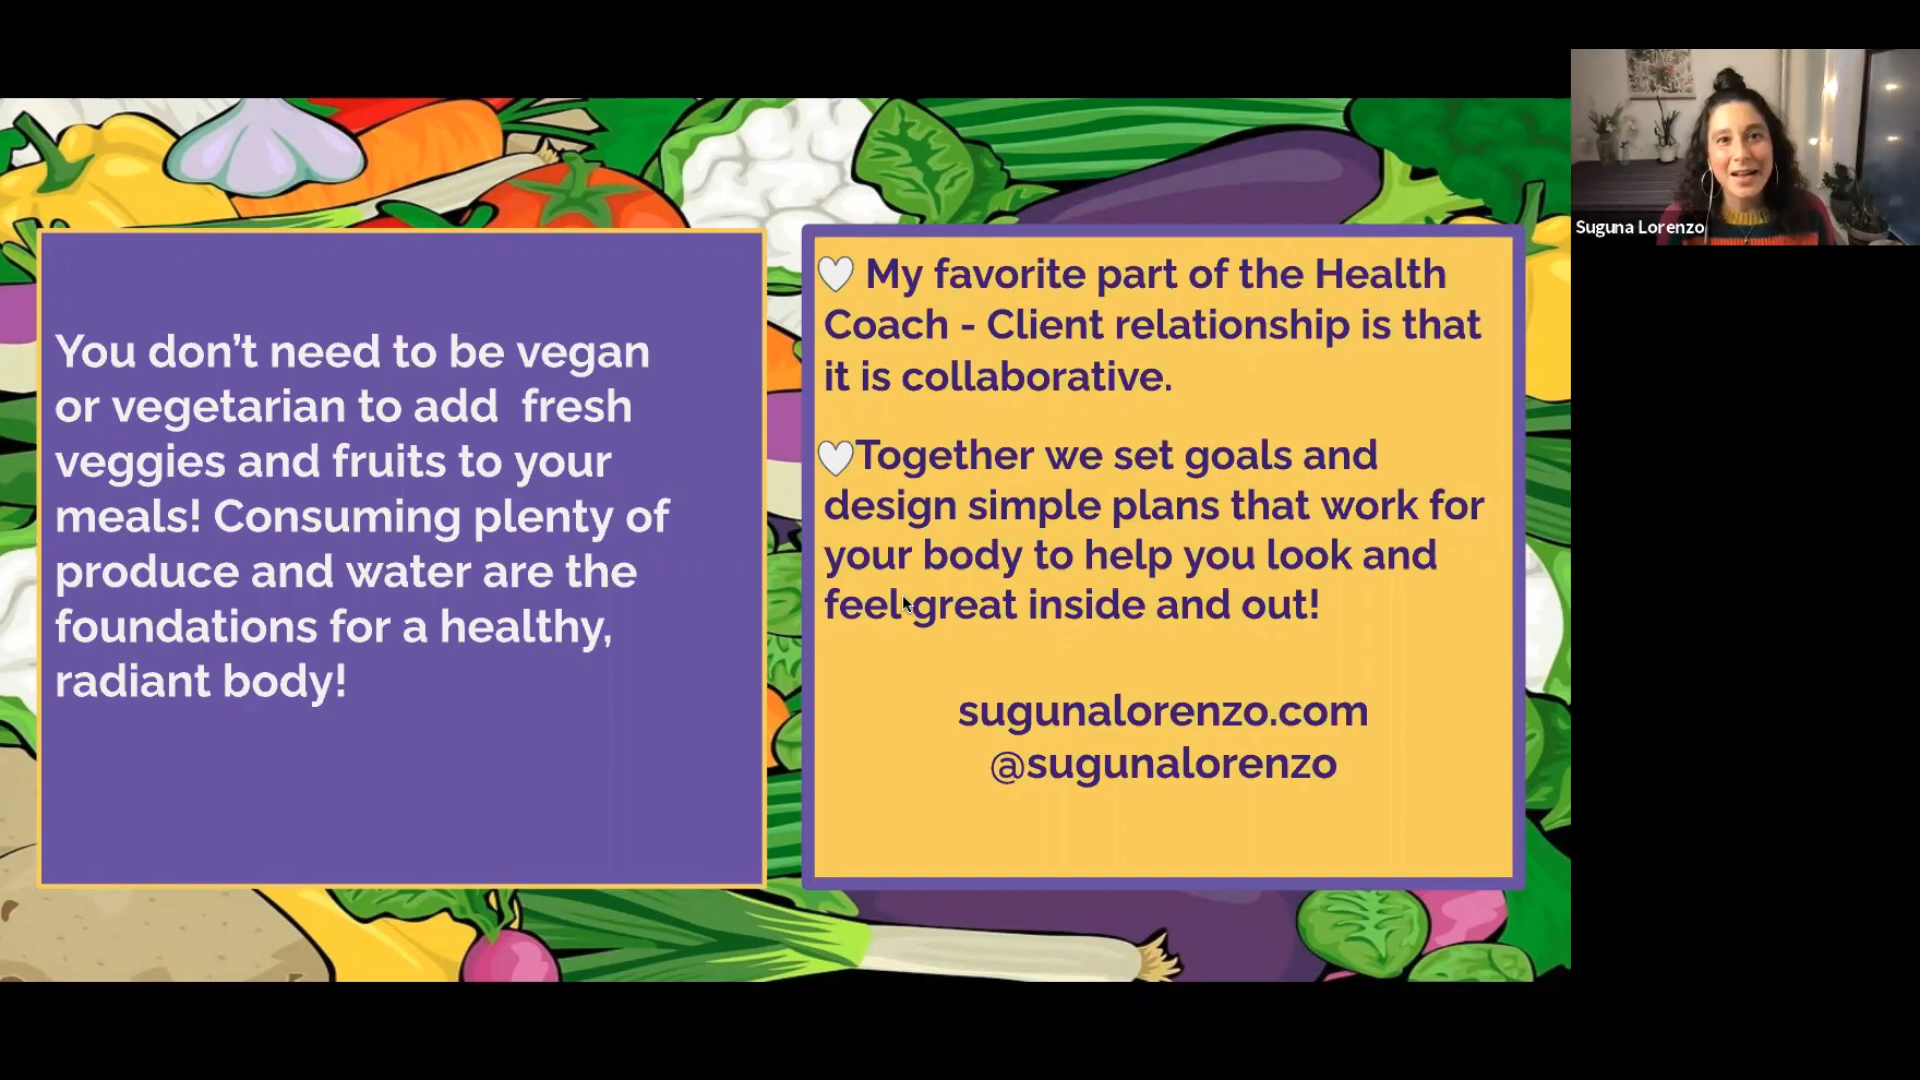 You don't need to be vegan
or vegetarian to add  fresh
veggies and fruits to your
meals! Consuming plenty of
produce and water are the
foundations for a healthy,
radiant body!
🤍 My favorite part of the Health
Coach - Client relationship is that
it is collaborative.
🤍Together we set goals and
design simple plans that work for
your body to help you look and
feel great inside and out!
sugunalorenzo.com
@sugunalorenzo
Suguna Lorenzo